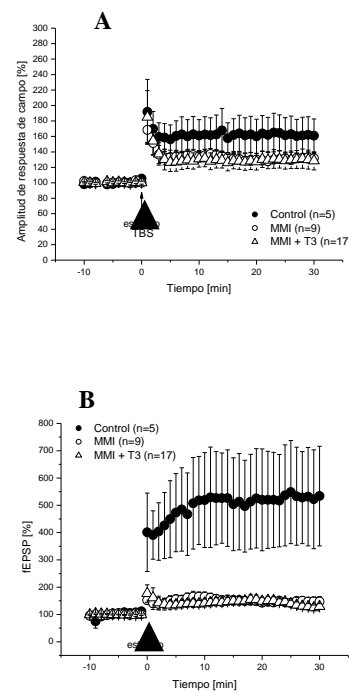 A
Amplitud de respuesta de campo [%]
300
280
260
240
220
200
180
160
140
120
100
80
60
40
20
0
TBS
Control (n=5)
MMI (n=9)
MMI + T3 (n=17
-10
0
10
20
30
Tiempo [min]
B
fEPSP [%]
800
700
600
500
400
300
200
100
0
Control (n=5)
MMI (n=9)
MMI + T3 (n=17)
-10
0
10
20
30
Tiempo [min]